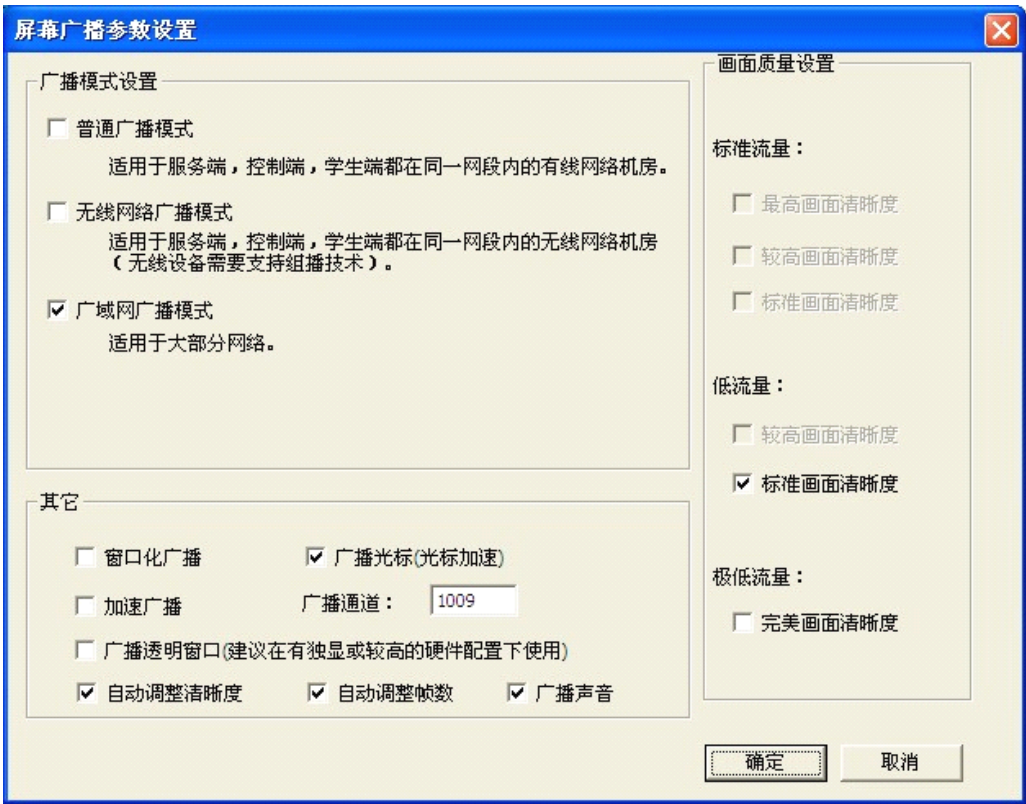 屏幕广播参数设置
广播模式设置
普通广播模式
适用于服务端，控制端，学生端都在同一网段内的有线网络机房。
无线网络广播模式
适用于服务端，控制端，学生端都在同一网段内的无线网络机房
（无线设备需要支持组播技术）。
广域网广播模式
适用于大部分网络。
其它
窗口化广播
广播光标(光标加速)
加速广播
广播通道：
1009
广播透明窗口(建议在有独显或较高的硬件配置下使用)
自动调整清晰度
自动调整帧数
广播声音
画面质量设置
标准流量：
最高画面清晰度
较高画面清晰度
标准画面清晰度
低流量：
较高画面清晰度
标准画面清晰度
极低流量：
完美画面清晰度
确定
取消